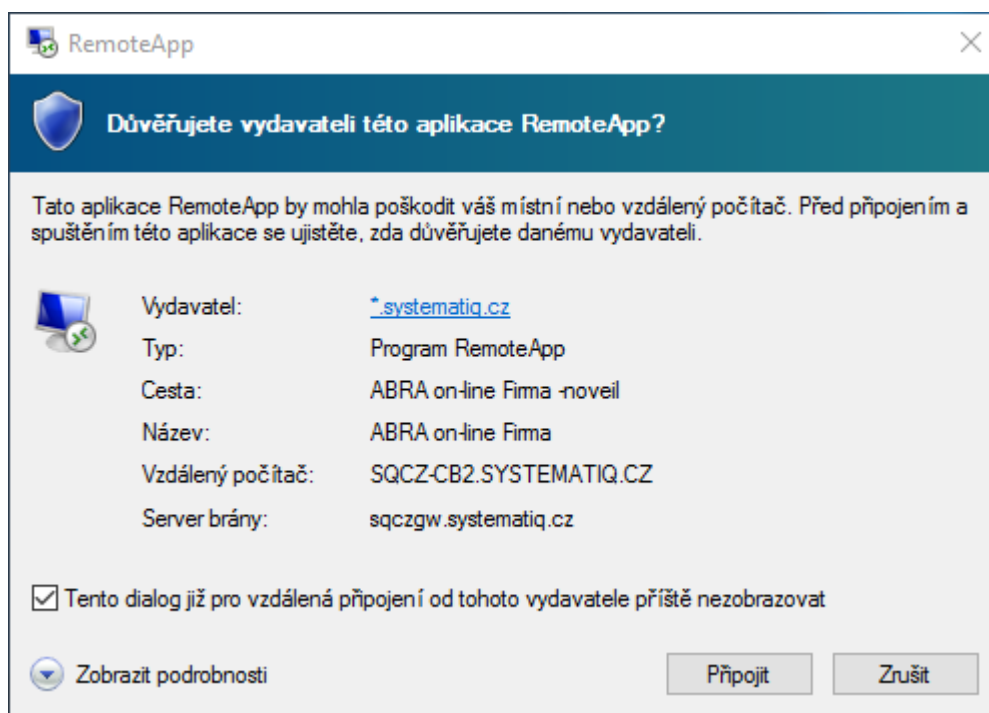 RemoteApp
Důvěřujete vydavateli této aplikace RemoteApp?
Tato aplikace RemoteApp by mohla poškodit váš místní nebo vzdálený počítač. Před připojením a
spuštěním této aplikace se ujistěte, zda důvěřujete danému vydavateli.
Vydavatel: *.systematiq.cz
Typ: Program RemoteApp
Cesta: ABRA on-line Firma -noveil
Název: ABRA on-line Firma
Vzdálený počítač: SQCZ-CB2.SYSTEMATIQ.CZ
Server brány: sqczgw.systematiq.cz
Tento dialog již pro vzdálená připojení od tohoto vydavatele příště nezobrazovat
Zobrazit podrobnosti Připojit Zrušit